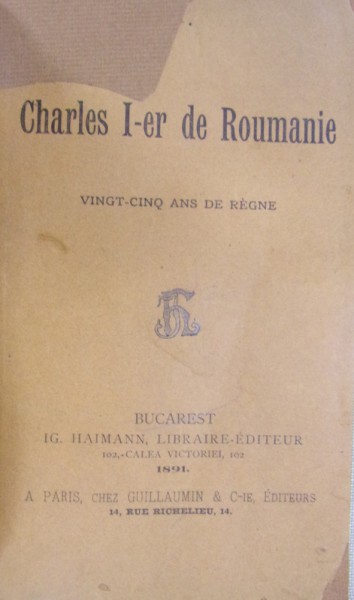 Charles I-er de Roumanie
VINGT-CINQ ANS DE RÈGNE
BUCAREST
IG. HAIMANN, LIBRAIRE-ÉDITEUR
102,-CALEA VICTORIEI, 102
1891.
A PARIS, CHEZ GUILLAUMIN & C-IE, ÉDITEURS
14, RUE RICHELIEU, 14.